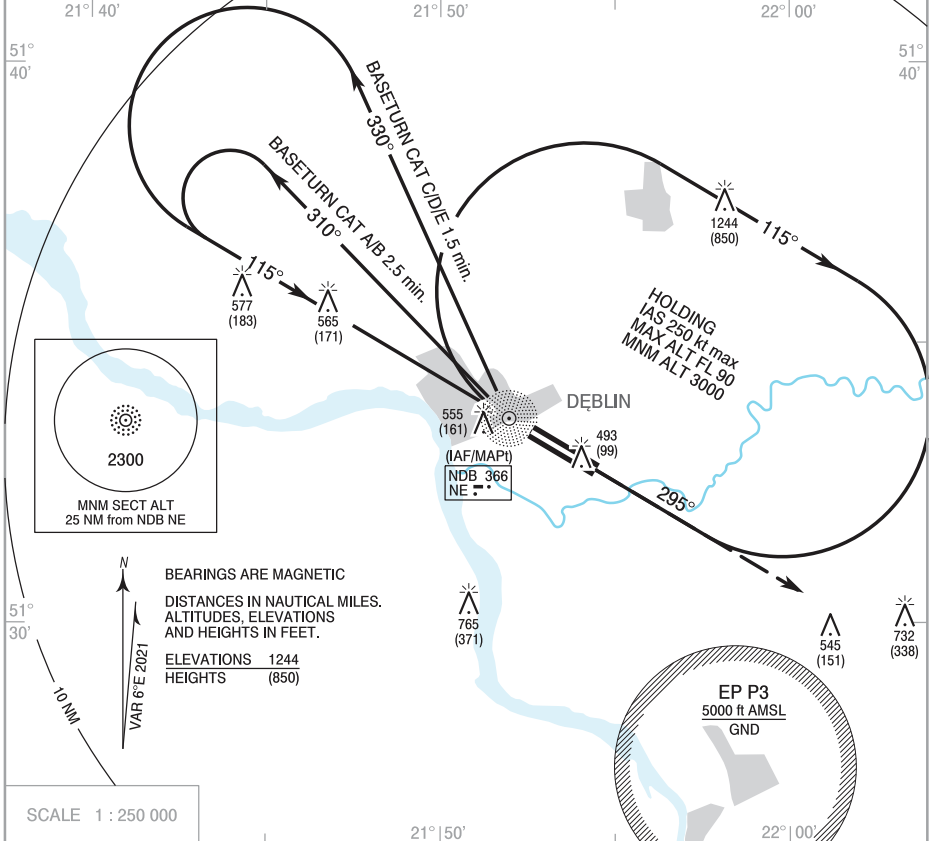 21° 40'
21° 50'
22° 00'
51°
40'
51°
40'
BASETURN CAT C/D/E 1.5 min.
330°
BASETURN CAT A/B 2.5 min.
310°
115°
577
(183)
565
(171)
1244
(850)
115°
HOLDING
IAS 250 kt max
MAX ALT FL 90
MNM ALT 3000
DĘBLIN
555
(161)
493
(99)
(IAF/MAPt)
NDB 366
NE
295°
2300
MNM SECT ALT
25 NM from NDB NE
N
VAR 6°E 2021
BEARINGS ARE MAGNETIC
DISTANCES IN NAUTICAL MILES.
ALTITUDES, ELEVATIONS
AND HEIGHTS IN FEET.
ELEVATIONS 1244
HEIGHTS (850)
765
(371)
545
(151)
732
(338)
51°
30'
10 NM
EP P3
5000 ft AMSL
GND
SCALE 1 : 250 000
21° 50'
22° 00'